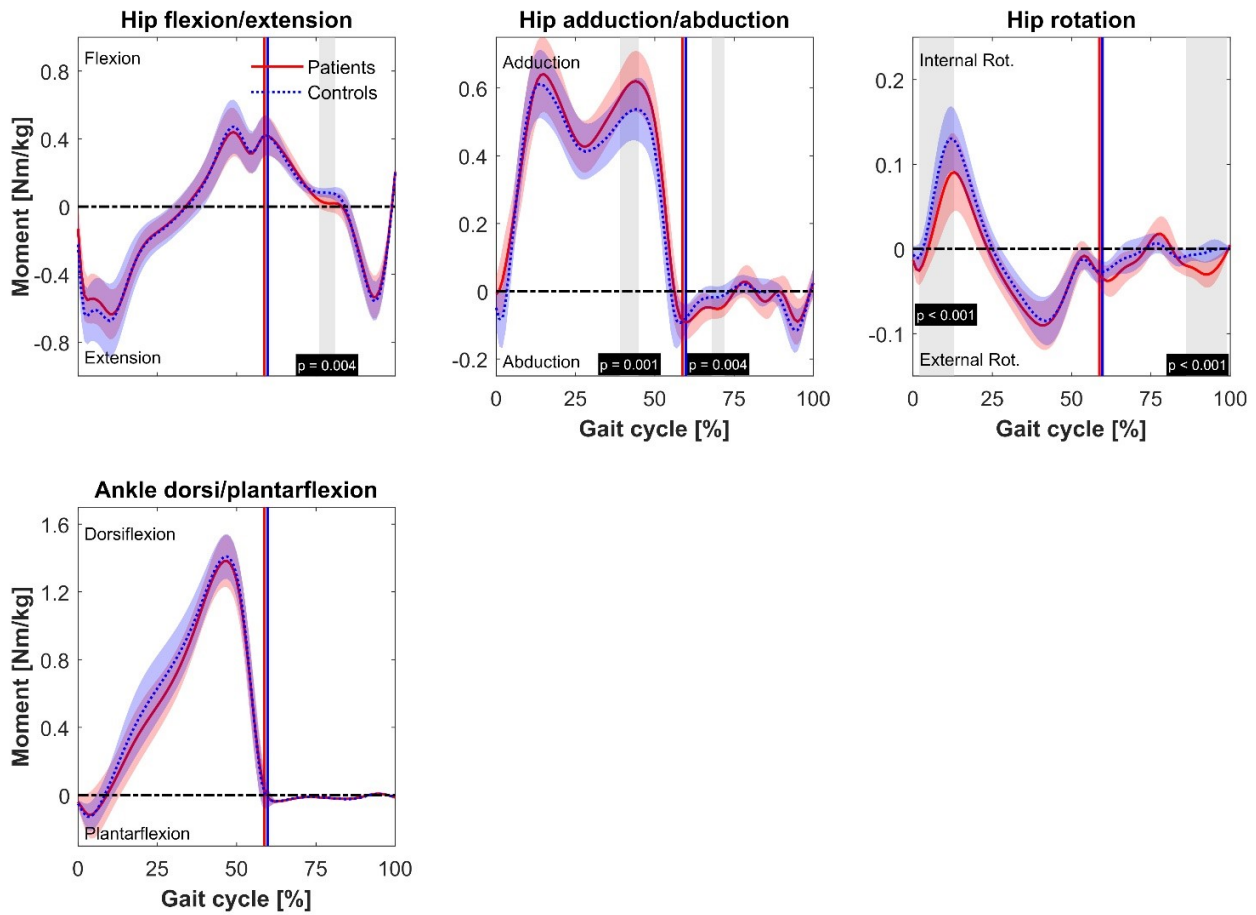 Hip flexion/extension
Hip adduction/abduction
Hip rotation
Moment [Nm/kg]
0.8
0.4
0
-0.4
-0.8
Flexion
Patients
Controls
Extension
p = 0.004
0.6
0.4
0.2
0
-0.2
Adduction
Abduction
p = 0.001
p = 0.004
0
25
50
75
100
Gait cycle [%]
0.2
0.1
0
-0.1
Internal Rot.
p < 0.001
External Rot.
p < 0.001
0
25
50
75
100
Gait cycle [%]
Ankle dorsi/plantarflexion
Moment [Nm/kg]
1.6
1.2
0.8
0.4
0
Dorsiflexion
Plantarflexion
0
25
50
75
100
Gait cycle [%]